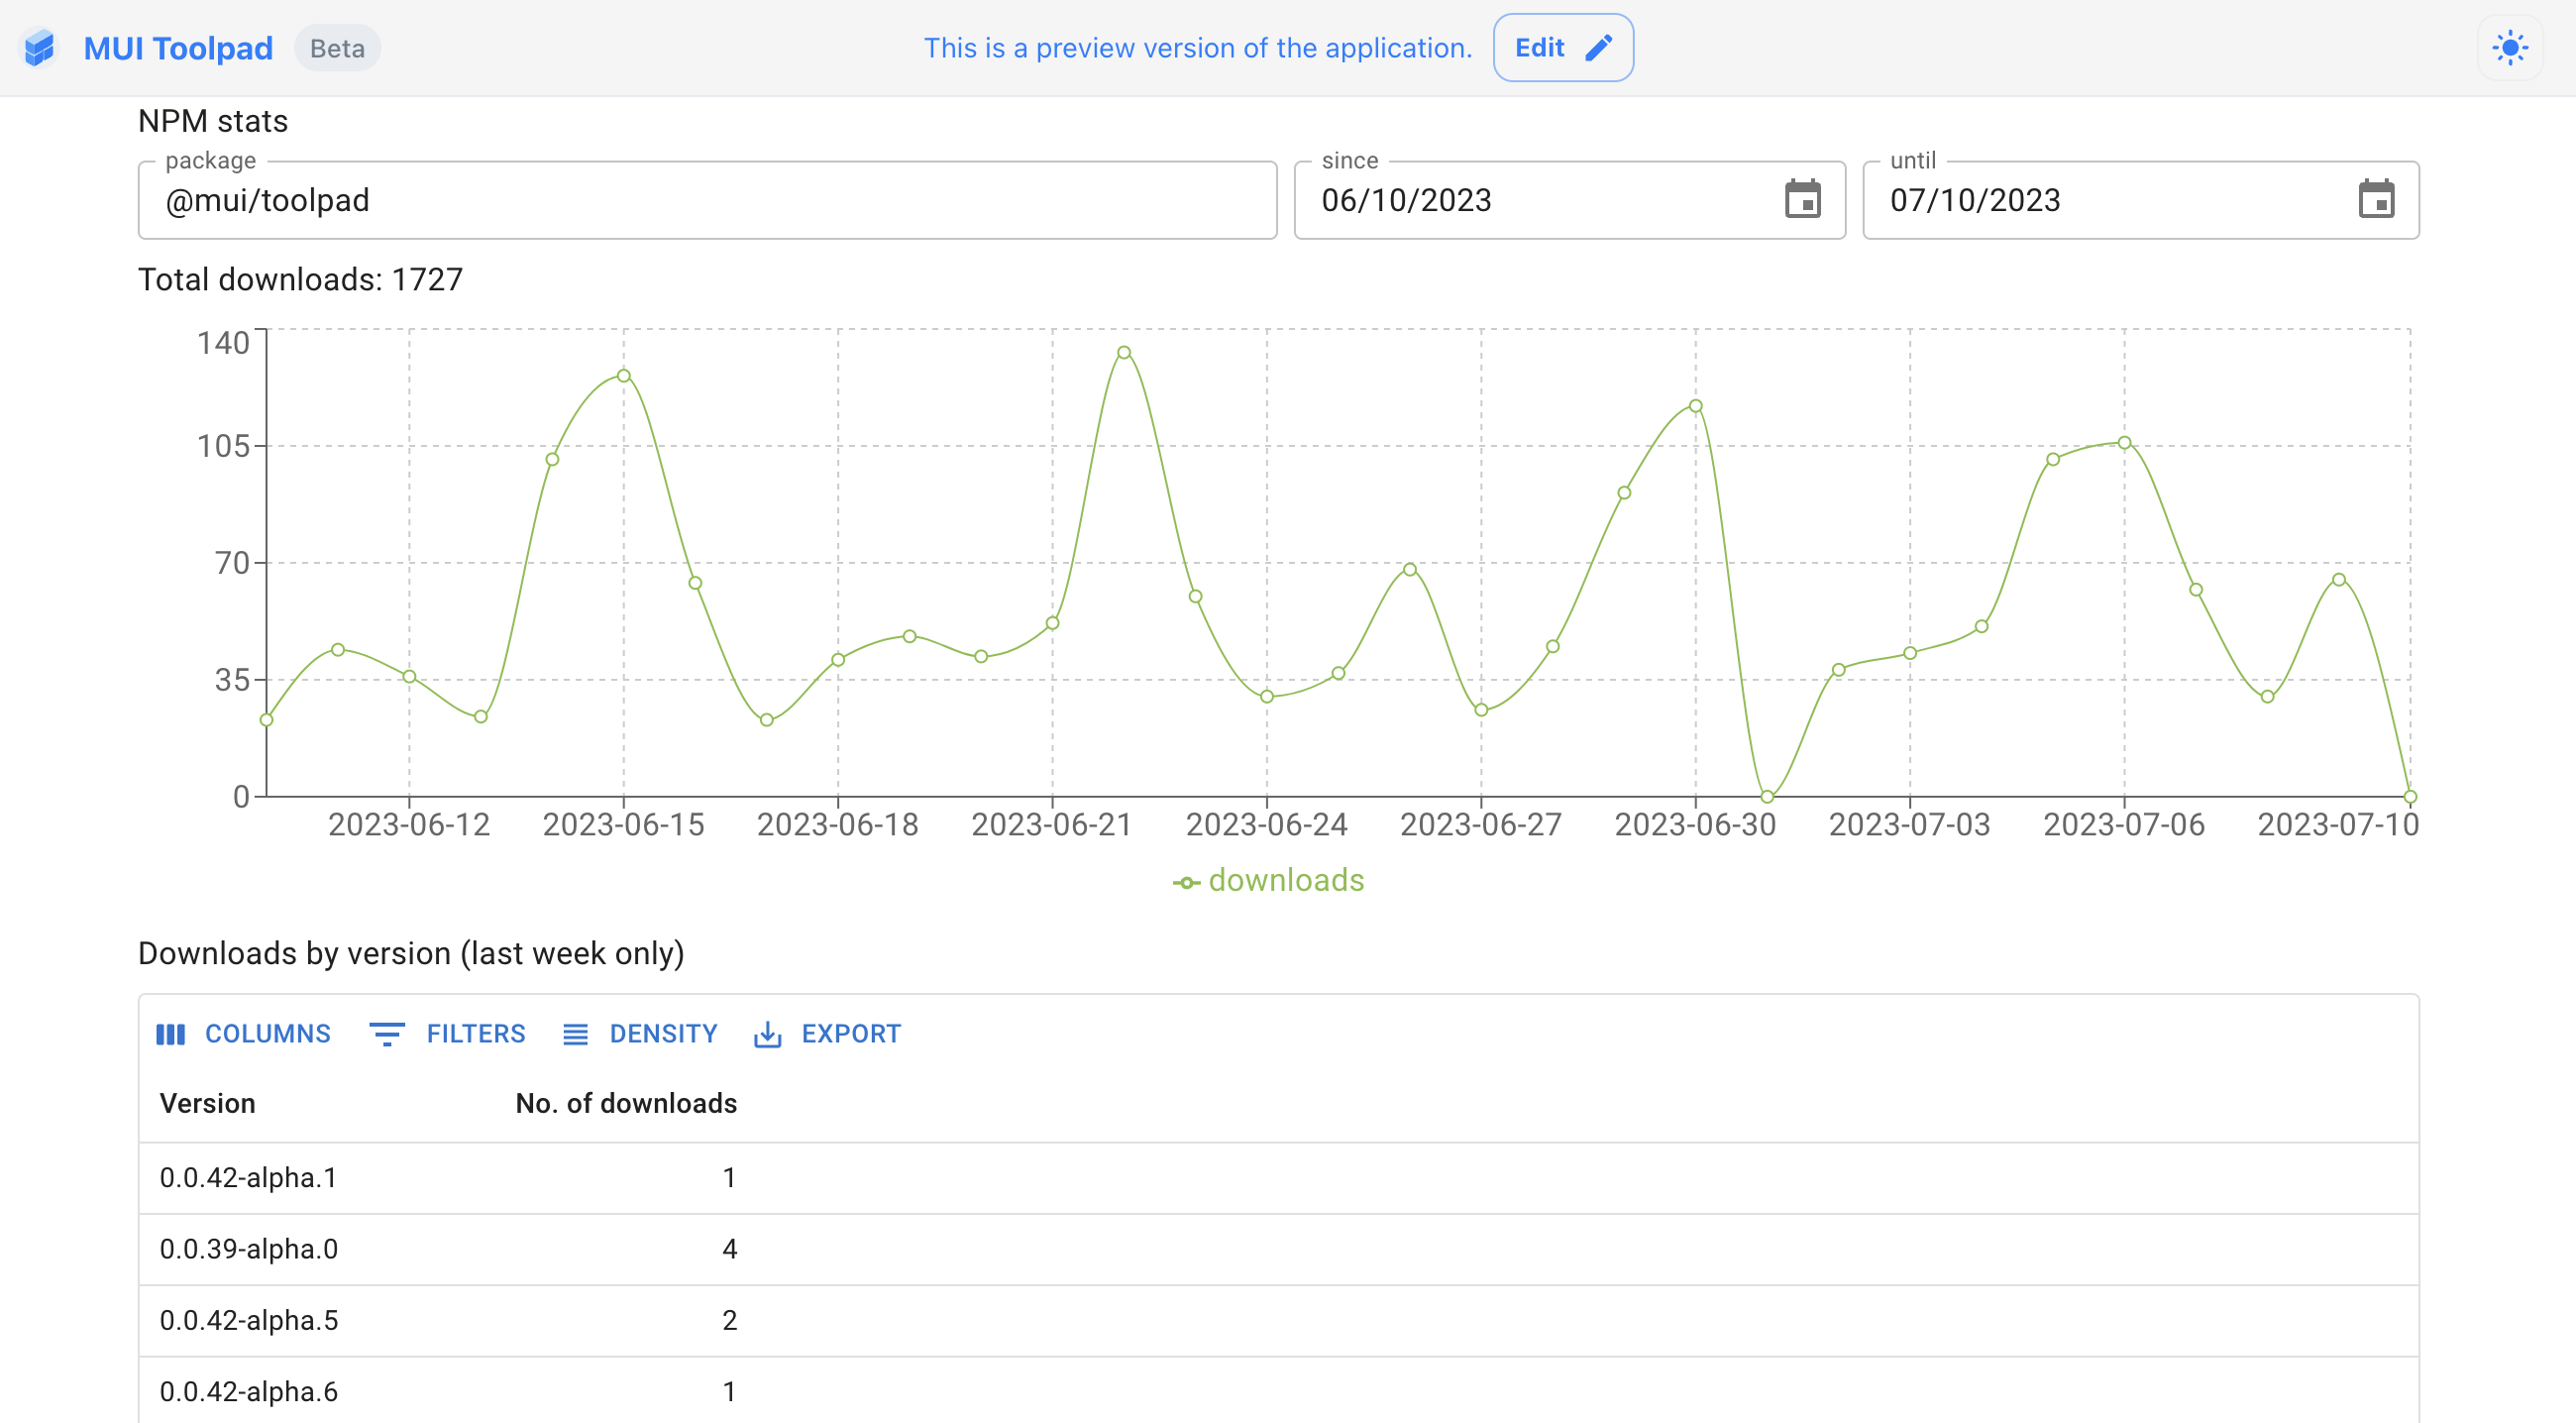 MUI Toolpad Beta This is a preview version of the application. Edit
NPM stats
package since until
@mui/toolpad 06/10/2023 07/10/2023
Total downloads: 1727
140
105
70
35
0
2023-06-12 2023-06-15 2023-06-18 2023-06-21 2023-06-24 2023-06-27 2023-06-30 2023-07-03 2023-07-06 2023-07-10
downloads
Downloads by version (last week only)
COLUMNS FILTERS DENSITY EXPORT
Version No. of downloads
0.0.42-alpha.1 1
0.0.39-alpha.0 4
0.0.42-alpha.5 2
0.0.42-alpha.6 1